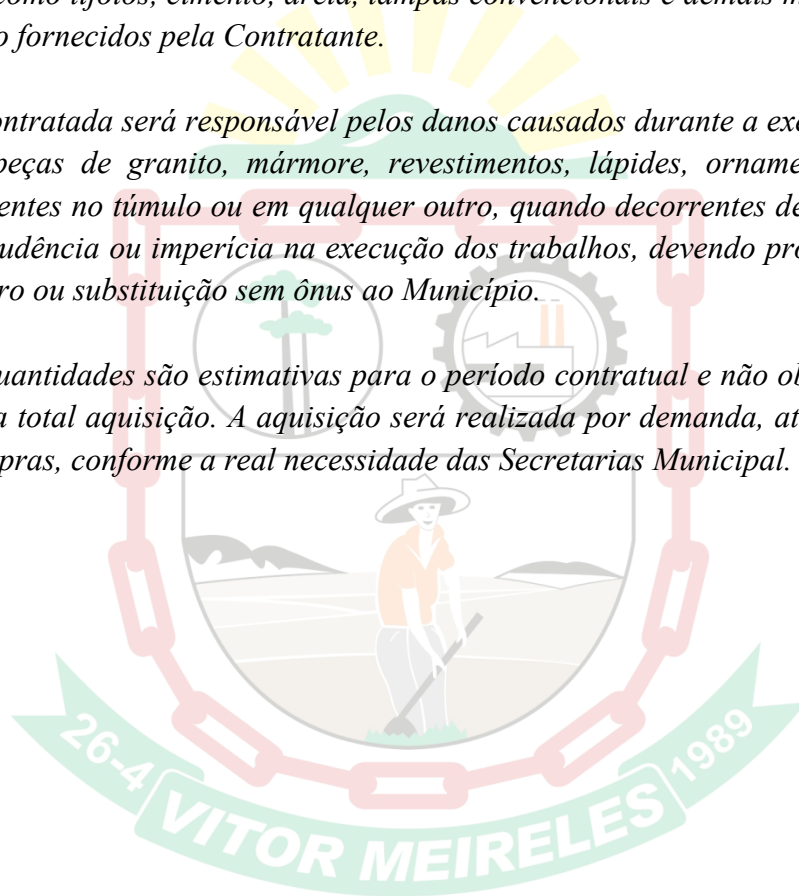 como tijolos, cimento, areia, tampas convencionais e demais m
o fornecidos pela Contratante.
ontratada será responsável pelos danos causados durante a exe
peças de granito, mármore, revestimentos, lápides, orname
entes no túmulo ou em qualquer outro, quando decorrentes de
udência ou imperícia na execução dos trabalhos, devendo pro
ro ou substituição sem ônus ao Município.
uantidades são estimativas para o período contratual e não ob
a total aquisição. A aquisição será realizada por demanda, at
pras, conforme a real necessidade das Secretarias Municipal.
26-4
VITOR MEIRELES
1989